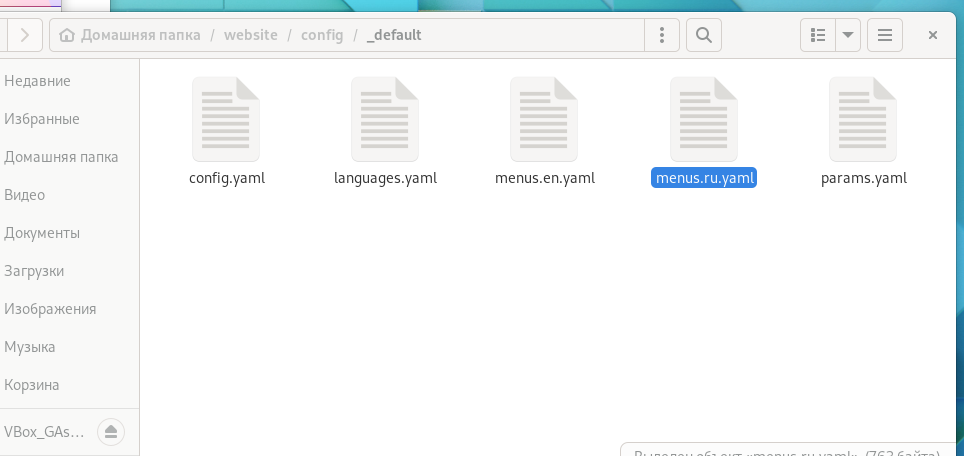 Домашняя папка / website / config / _default
Недавние
Избранные
Домашняя папка
Видео
Документы
Загрузки
Изображения
Музыка
Корзина
VBox_GAs...
config.yaml
languages.yaml
menus.en.yaml
menus.ru.yaml
params.yaml
Выделен объект «menus.ru.yaml» (763 байта)